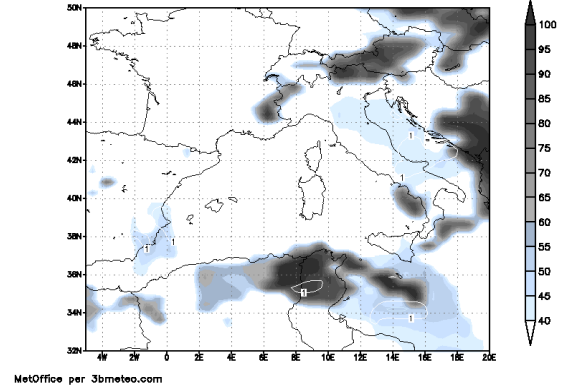 50N
48N
46N
44N
42N
40N
38N
36N
34N
32N
4W 2W 0 2E 4E 6E 8E 10E 12E 14E 16E 18E 20E
100
95
90
85
80
75
70
65
60
55
50
45
40
1
1
1
1
1
1
MetOffice per 3bmeteo.com